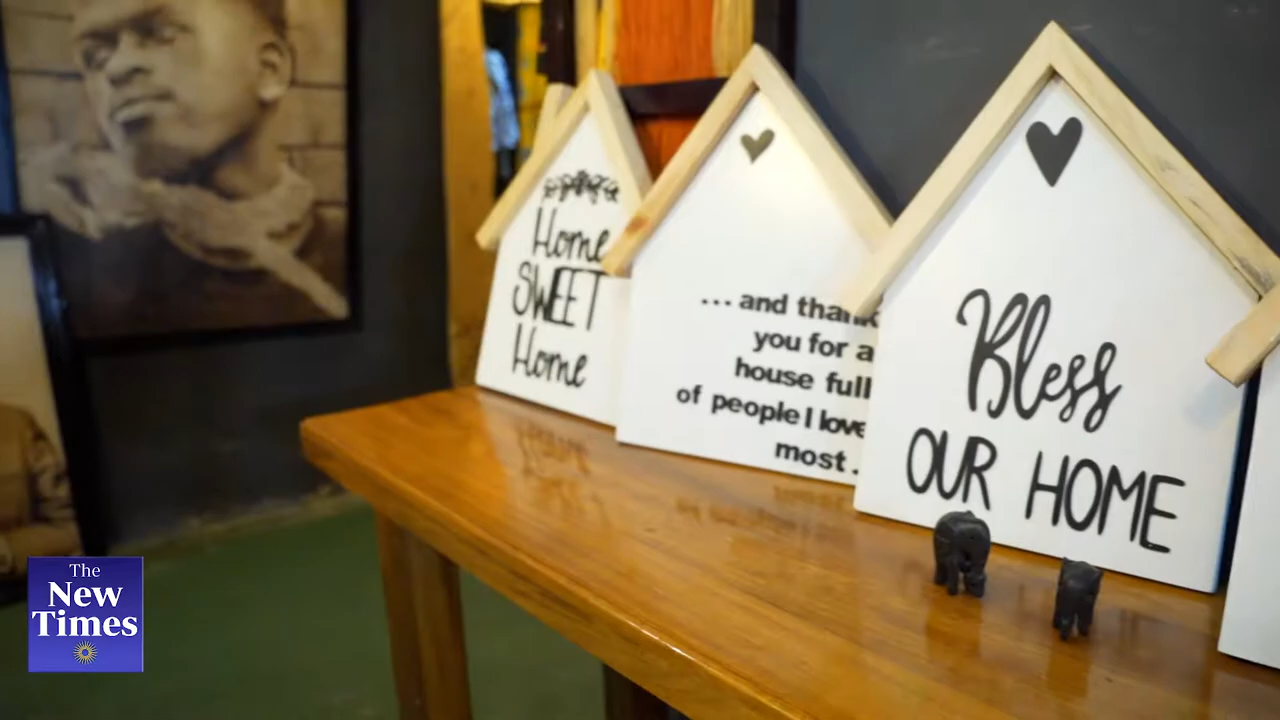 Home
SWEET
Home
... and thank
you for a
house full
of people I love
most.
Bless
OUR HOME
The
New
Times